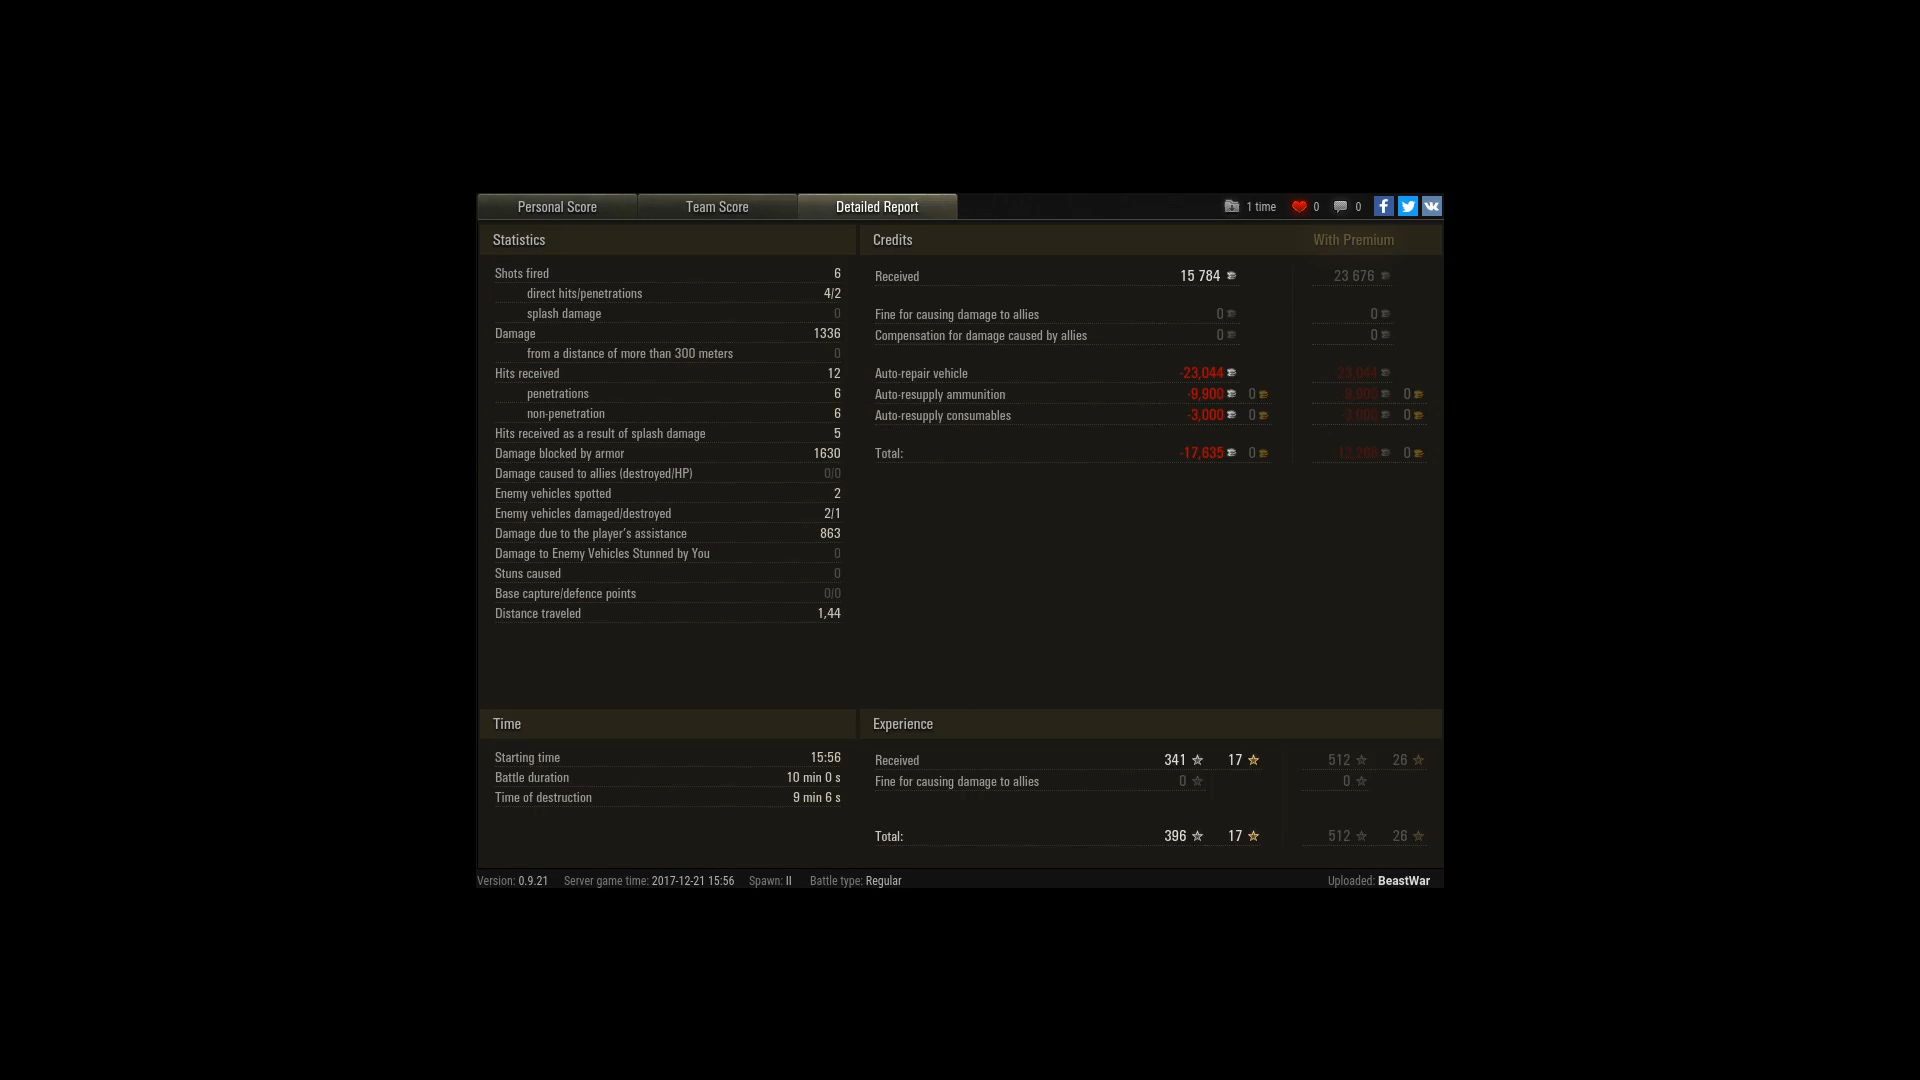 Personal Score Team Score Detailed Report 1 time 0 0
Statistics
Shots fired 6
direct hits/penetrations 4/2
splash damage 0
Damage 1336
from a distance of more than 300 meters 0
Hits received 12
penetrations 6
non-penetration 6
Hits received as a result of splash damage 5
Damage blocked by armor 1630
Damage caused to allies (destroyed/HP) 0/0
Enemy vehicles spotted 2
Enemy vehicles damaged/destroyed 2/1
Damage due to the player's assistance 863
Damage to Enemy Vehicles Stunned by You 0
Stuns caused 0
Base capture/defence points 0/0
Distance traveled 1,44
Credits With Premium
Received 15 784 23 676
Fine for causing damage to allies 0 0
Compensation for damage caused by allies 0 0
Auto-repair vehicle -23,044 23,044
Auto-resupply ammunition -9,900 0 9,900 0
Auto-resupply consumables -3,000 0 -3,000 0
Total: -17,635 0 12,268 0
Time
Starting time 15:56
Battle duration 10 min 0 s
Time of destruction 9 min 6 s
Experience
Received 341 17 512 26
Fine for causing damage to allies 0 0
Total: 396 17 512 26
Version: 0.9.21 Server game time: 2017-12-21 15:56 Spawn: II Battle type: Regular Uploaded: BeastWar